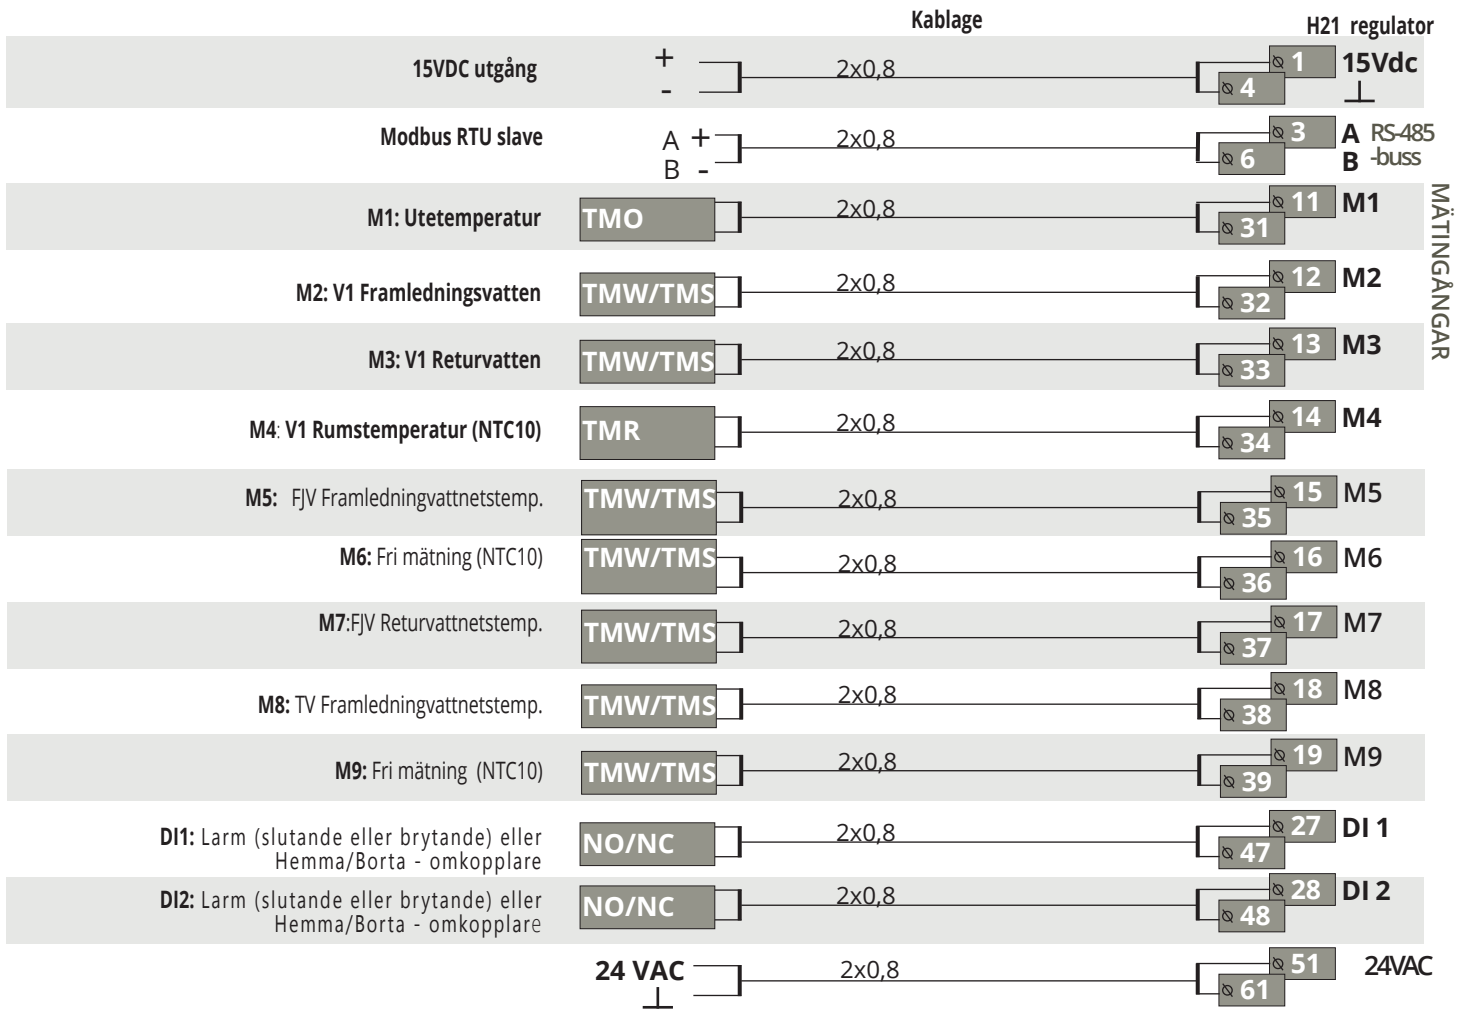 Kablage
H21 regulator
15VDC utgång
+
-
2x0,8
1
4
15Vdc
Modbus RTU slave
A +
B -
2x0,8
3
6
A RS-485
B -buss
MÄTINGÅNGAR
M1: Utetemperatur
TMO
2x0,8
11
31
M1
M2: V1 Framledningsvatten
TMW/TMS
2x0,8
12
32
M2
M3: V1 Returvatten
TMW/TMS
2x0,8
13
33
M3
M4: V1 Rumstemperatur (NTC10)
TMR
2x0,8
14
34
M4
M5: FJV Framledningvattnetstemp.
TMW/TMS
2x0,8
15
35
M5
M6: Fri mätning (NTC10)
TMW/TMS
2x0,8
16
36
M6
M7:FJV Returvattnetstemp.
TMW/TMS
2x0,8
17
37
M7
M8: TV Framledningvattnetstemp.
TMW/TMS
2x0,8
18
38
M8
M9: Fri mätning (NTC10)
TMW/TMS
2x0,8
19
39
M9
DI1: Larm (slutande eller brytande) eller
Hemma/Borta - omkopplare
NO/NC
2x0,8
27
47
DI 1
DI2: Larm (slutande eller brytande) eller
Hemma/Borta - omkopplare
NO/NC
2x0,8
28
48
DI 2
24 VAC
2x0,8
51
61
24VAC